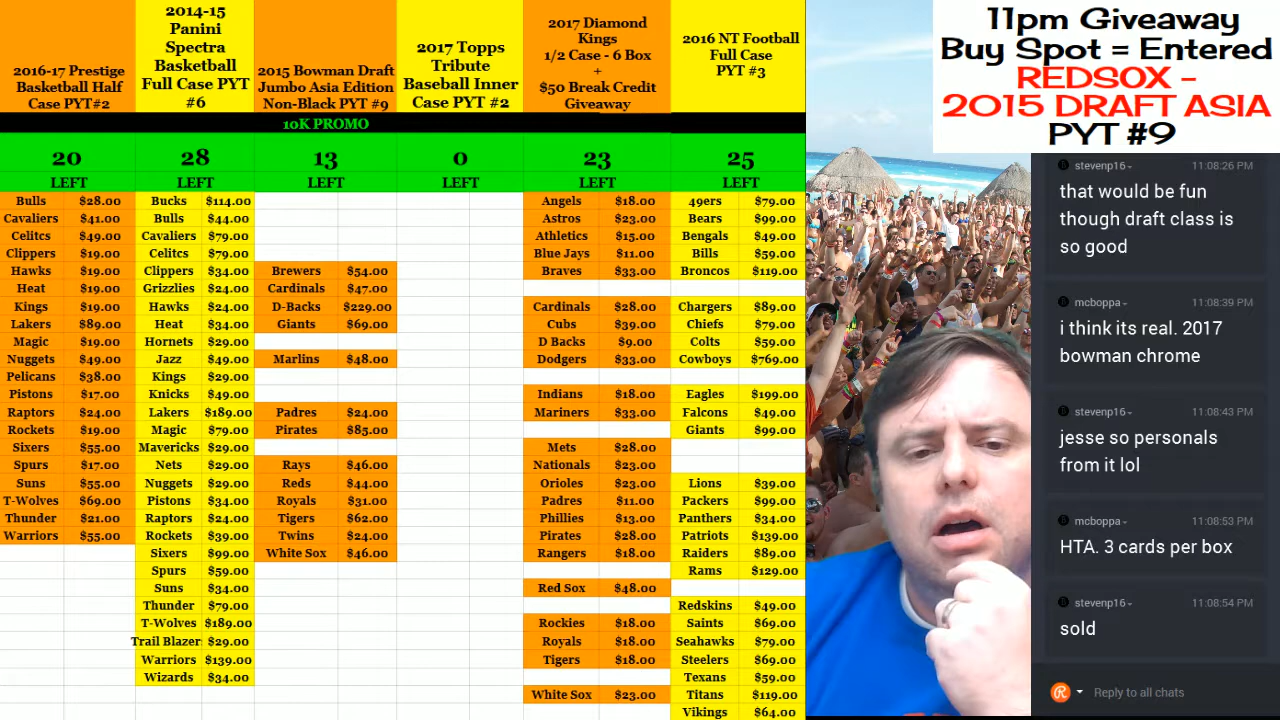 2016-17 Prestige
Basketball Half
Case PYT#2
2014-15
Panini
Spectra
Basketball
Full Case PYT
#6
2015 Bowman Draft
Jumbo Asia Edition
Non-Black PYT #9
2017 Topps
Tribute
Baseball Inner
Case PYT #2
2017 Diamond
Kings
1/2 Case - 6 Box
+
$50 Break Credit
Giveaway
2016 NT Football
Full Case
PYT #3
10K PROMO
20 28 13 0 23 25
LEFT LEFT LEFT LEFT LEFT LEFT
Bulls $28.00
Cavaliers $41.00
Celitcs $49.00
Clippers $19.00
Hawks $19.00
Heat $19.00
Kings $19.00
Lakers $89.00
Magic $19.00
Nuggets $49.00
Pelicans $38.00
Pistons $17.00
Raptors $24.00
Rockets $19.00
Sixers $55.00
Spurs $17.00
Suns $55.00
T-Wolves $69.00
Thunder $21.00
Warriors $55.00
Bucks $114.00
Bulls $44.00
Cavaliers $79.00
Celitcs $79.00
Clippers $34.00
Grizzlies $24.00
Hawks $24.00
Heat $34.00
Hornets $29.00
Jazz $49.00
Kings $29.00
Knicks $49.00
Lakers $189.00
Magic $79.00
Mavericks $29.00
Nets $29.00
Nuggets $29.00
Pistons $34.00
Raptors $24.00
Rockets $39.00
Sixers $99.00
Spurs $59.00
Suns $34.00
Thunder $79.00
T-Wolves $189.00
Trail Blazer $29.00
Warriors $139.00
Wizards $34.00
Brewers $54.00
Cardinals $47.00
D-Backs $229.00
Giants $69.00
Marlins $48.00
Padres $24.00
Pirates $85.00
Rays $46.00
Reds $44.00
Royals $31.00
Tigers $62.00
Twins $24.00
White Sox $46.00
Angels $18.00
Astros $23.00
Athletics $15.00
Blue Jays $11.00
Braves $33.00
Cardinals $28.00
Cubs $39.00
D Backs $9.00
Dodgers $33.00
Indians $18.00
Mariners $33.00
Mets $28.00
Nationals $23.00
Orioles $23.00
Padres $11.00
Phillies $13.00
Pirates $28.00
Rangers $18.00
Red Sox $48.00
Rockies $18.00
Royals $18.00
Tigers $18.00
White Sox $23.00
49ers $79.00
Bears $99.00
Bengals $49.00
Bills $59.00
Broncos $119.00
Chargers $89.00
Chiefs $79.00
Colts $59.00
Cowboys $769.00
Eagles $199.00
Falcons $49.00
Giants $99.00
Lions $39.00
Packers $99.00
Panthers $34.00
Patriots $139.00
Raiders $89.00
Rams $129.00
Redskins $49.00
Saints $69.00
Seahawks $79.00
Steelers $69.00
Texans $59.00
Titans $119.00
Vikings $64.00
11pm Giveaway
Buy Spot = Entered
REDSOX -
2015 DRAFT ASIA
PYT #9
stevenp16 11:08:26 PM
that would be fun
though draft class is
so good
mcboppa 11:08:39 PM
i think its real. 2017
bowman chrome
stevenp16 11:08:43 PM
jesse so personals
from it lol
mcboppa 11:08:53 PM
HTA. 3 cards per box
stevenp16 11:08:54 PM
sold
Reply to all chats